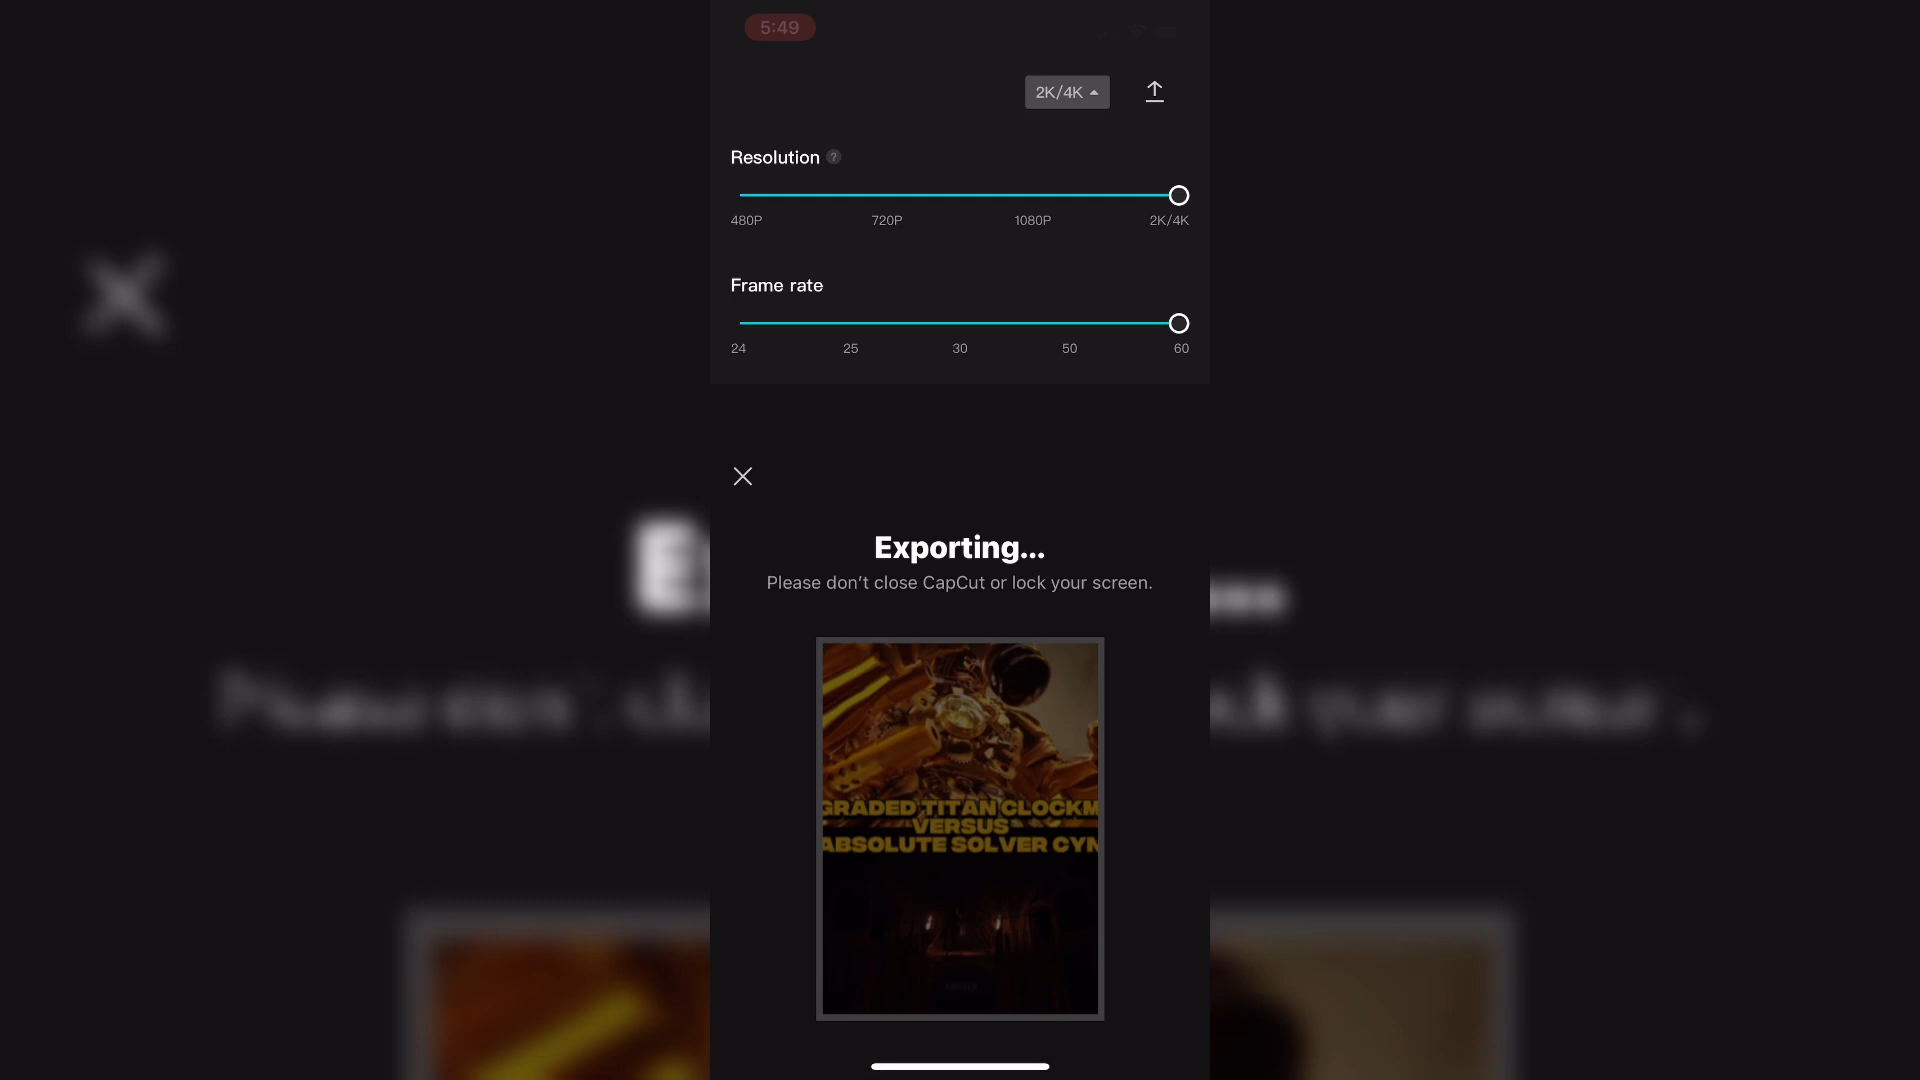 5:49
2K/4K
Resolution ?
480P 720P 1080P 2K/4K
Frame rate
24 25 30 50 60
Exporting...
Please don't close CapCut or lock your screen.
GRADED TITAN CLOCKM
VERSUS
ABSOLUTE SOLVER CYN